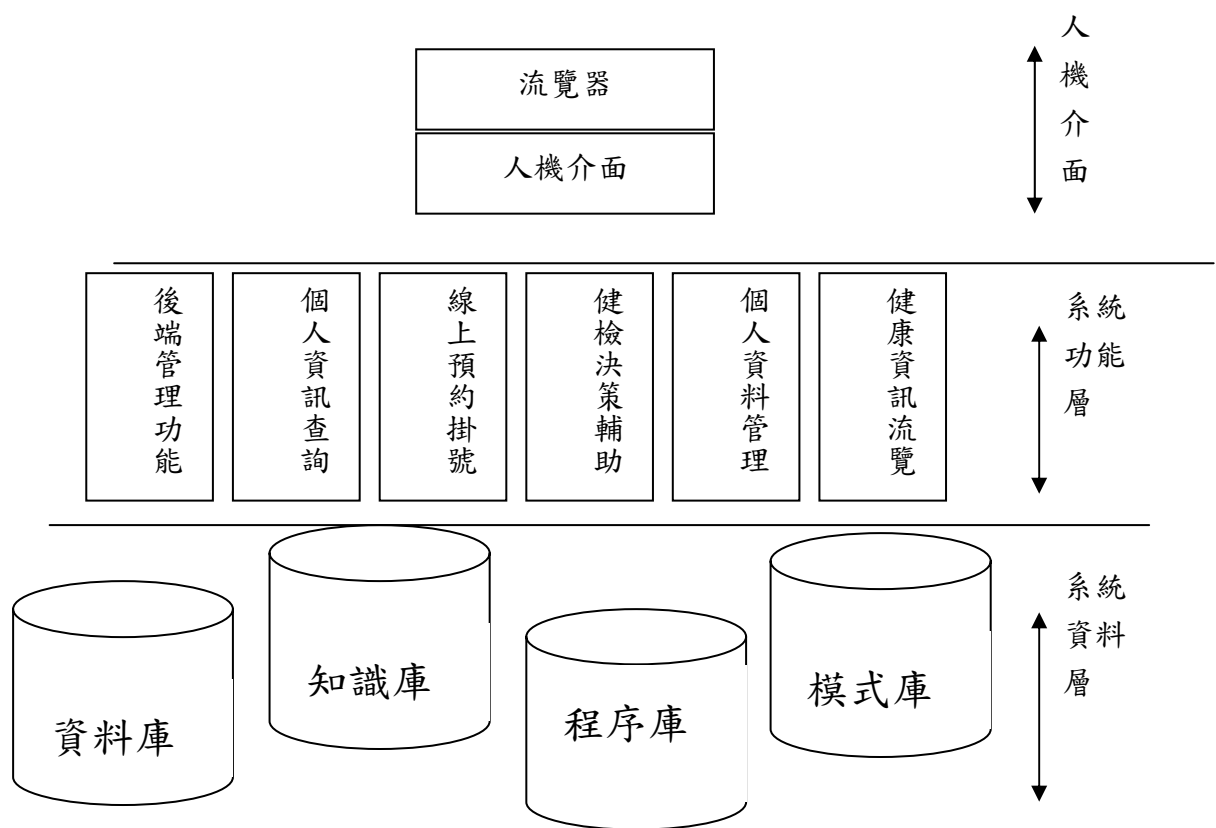 流覽器
人機介面
人機介面
後端管理功能
個人資訊查詢
線上預約掛號
健檢決策輔助
個人資料管理
健康資訊流覽
系統
功能
層
資料庫
知識庫
程序庫
模式庫
系統
資料
層